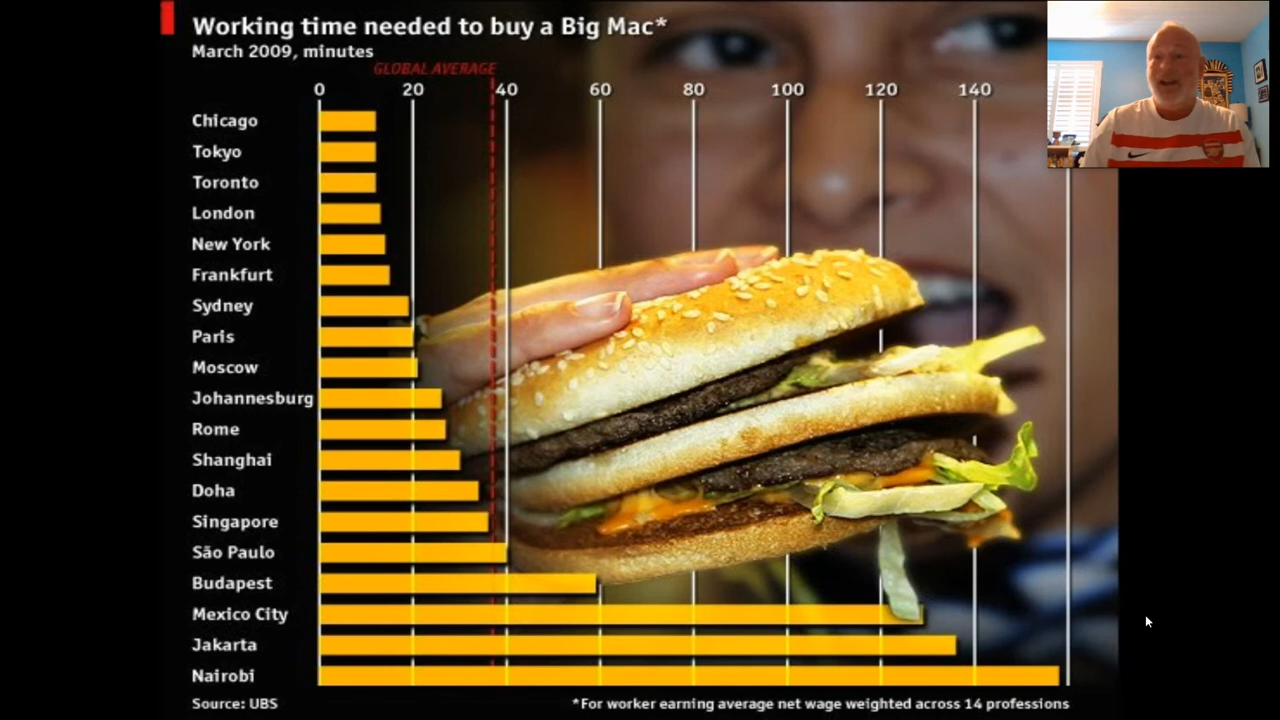 Working time needed to buy a Big Mac*
March 2009, minutes
GLOBAL AVERAGE
0 20 40 60 80 100 120 140
Chicago
Tokyo
Toronto
London
New York
Frankfurt
Sydney
Paris
Moscow
Johannesburg
Rome
Shanghai
Doha
Singapore
São Paulo
Budapest
Mexico City
Jakarta
Nairobi
Source: UBS *For worker earning average net wage weighted across 14 professions